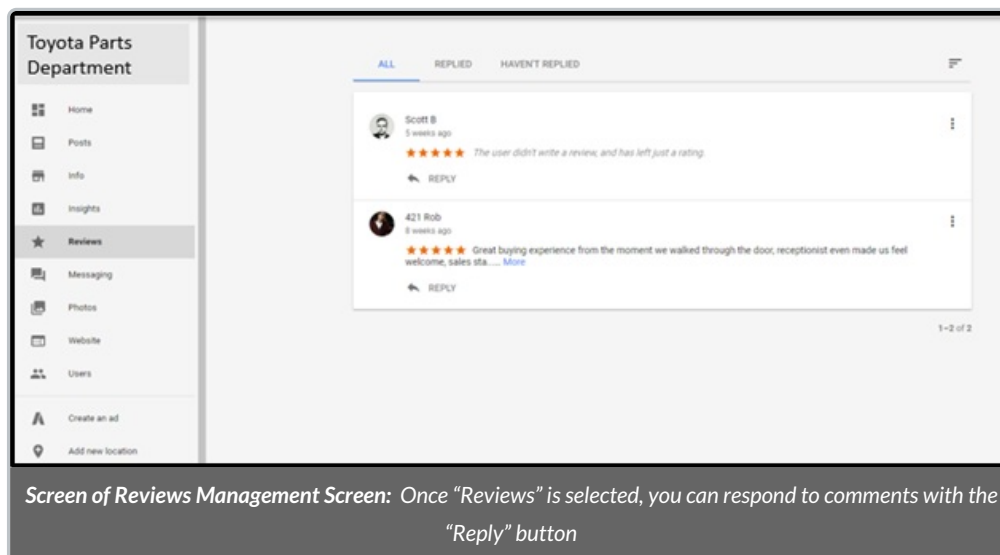 Toyota Parts
Department
Home
Posts
Info
Insights
Reviews
Messaging
Photos
Website
Users
Create an ad
Add new location
ALL REPLIED HAVEN'T REPLIED
Scott B
5 weeks ago
The user didn't write a review, and has left just a rating.
REPLY
421 Rob
8 weeks ago
Great buying experience from the moment we walked through the door, receptionist even made us feel
welcome, sales sta..... More
REPLY
1–2 of 2
Screen of Reviews Management Screen: Once “Reviews” is selected, you can respond to comments with the
“Reply” button